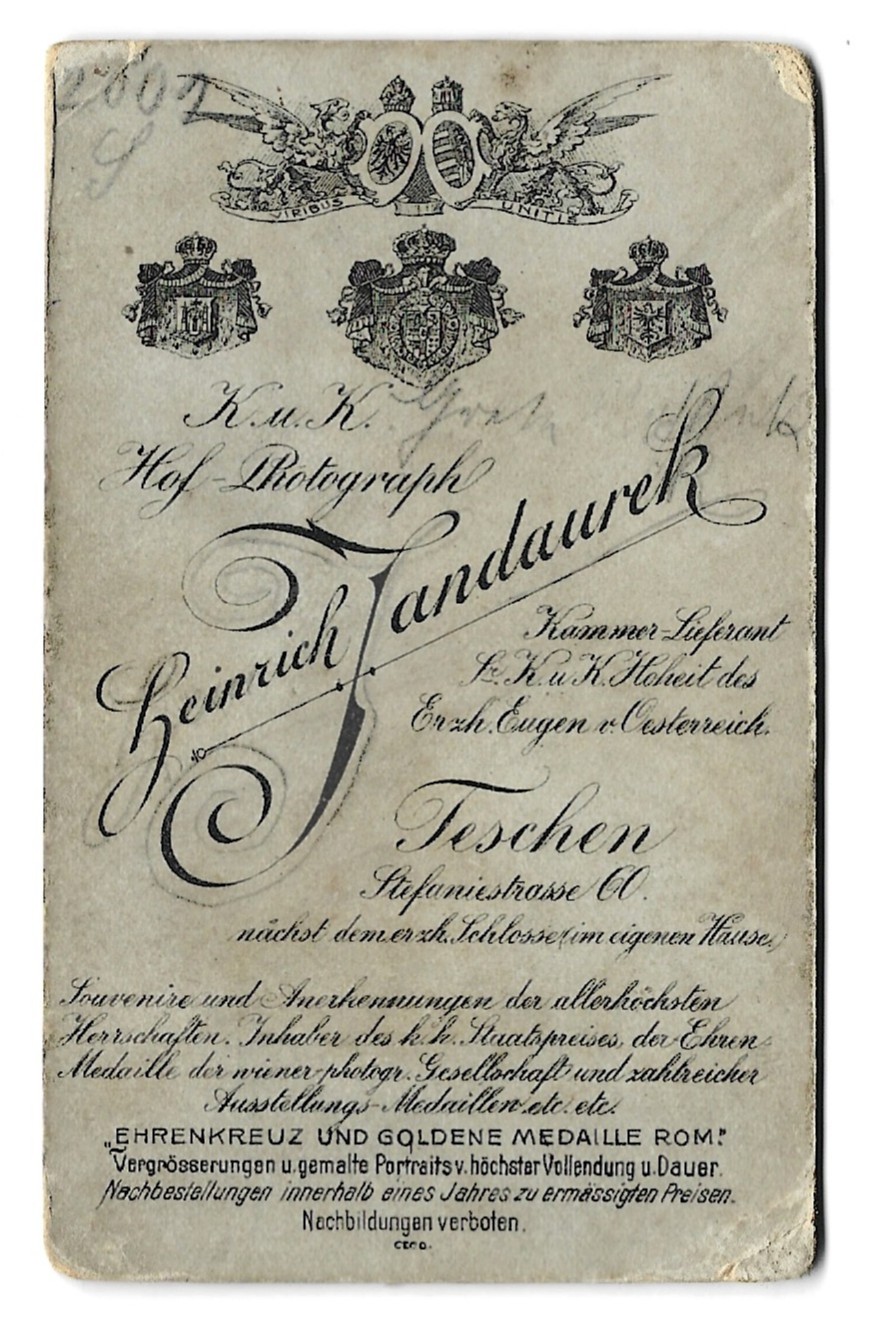 2802
VIRIBUS UNITIS
K.u.K.
Hof-Photograph
Heinrich Jandaurek
Kammer-Lieferant
Sr. K.u.K. Hoheit des
Erzh. Eugen v. Oesterreich.
Teschen
Stefaniestrasse 60.
nächst dem erzh. Schlosse (im eigenen Hause)
Souvenire und Anerkennungen der allerhöchsten
Herrschaften. Inhaber des k.k. Staatspreises, der Ehren-
Medaille der wiener-photogr. Gesellschaft und zahlreicher
Ausstellungs-Medaillen etc. etc.
„EHRENKREUZ UND GOLDENE MEDAILLE ROM."
Vergrösserungen u. gemalte Portraits v. höchster Vollendung u. Dauer.
Nachbestellungen innerhalb eines Jahres zu ermässigten Preisen.
Nachbildungen verboten.